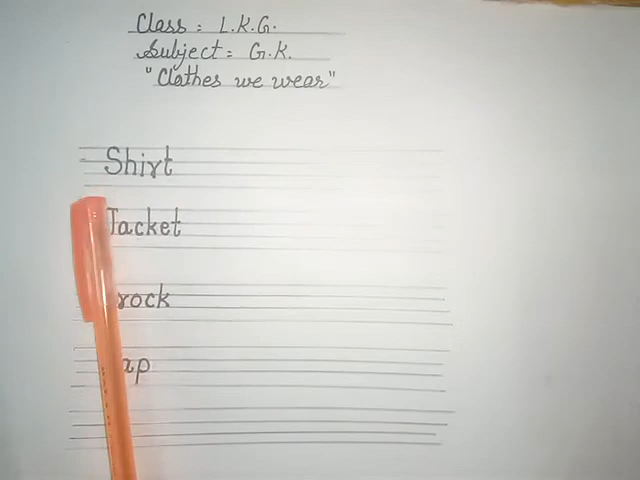 Class : L.K.G.
Subject : G.K.
"Clothes we wear"
Shirt
Jacket
rock
ap